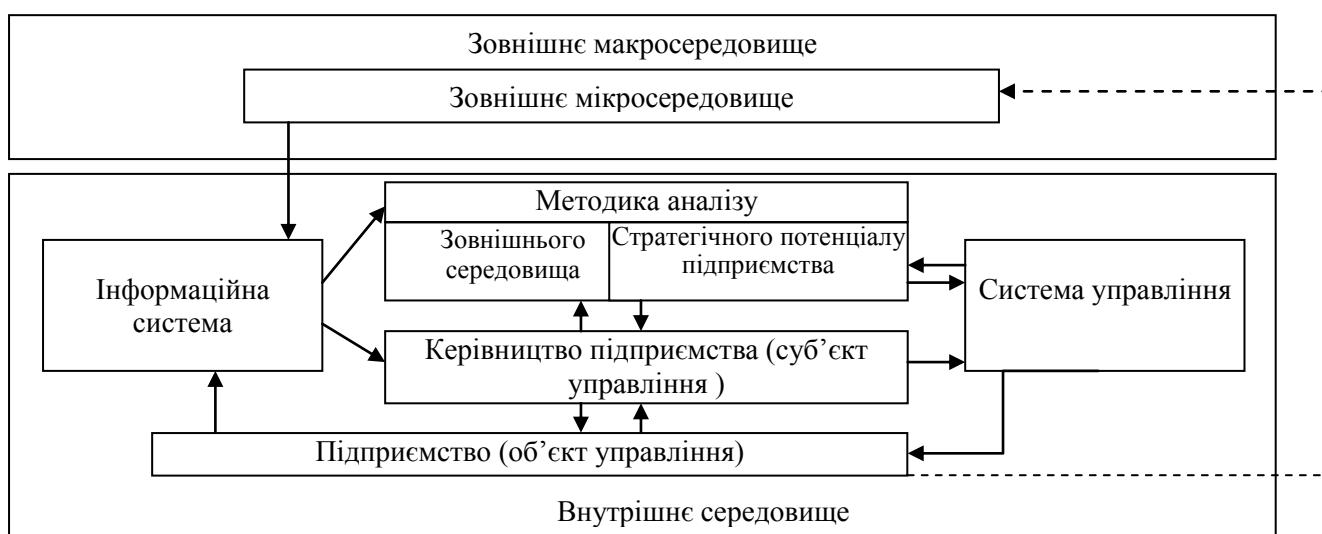 Зовнішнє макросередовище
Зовнішнє мікросередовище
Методика аналізу
Зовнішнього
середовища
Стратегічного потенціалу
підприємства
Інформаційна
система
Система управління
Керівництво підприємства (суб’єкт
управління )
Підприємство (об’єкт управління)
Внутрішнє середовище